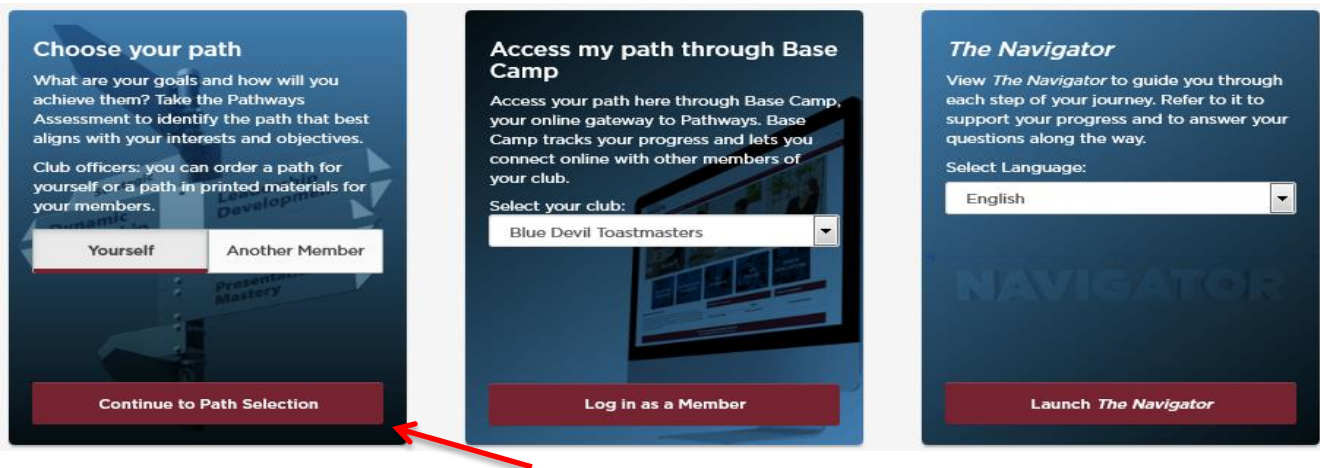 Choose your path
What are your goals and how will you
achieve them? Take the Pathways
Assessment to identify the path that best
aligns with your interests and objectives.
Club officers: you can order a path for
yourself or a path in printed materials for
your members.
Yourself
Another Member
Leadership
Development
Dynamic
Presentation
Mastery
Continue to Path Selection
Access my path through Base
Camp
Access your path here through Base Camp,
your online gateway to Pathways. Base
Camp tracks your progress and lets you
connect online with other members of
your club.
Select your club:
Blue Devil Toastmasters
Log in as a Member
The Navigator
View The Navigator to guide you through
each step of your journey. Refer to it to
support your progress and to answer your
questions along the way.
Select Language:
English
NAVIGATOR
Launch The Navigator